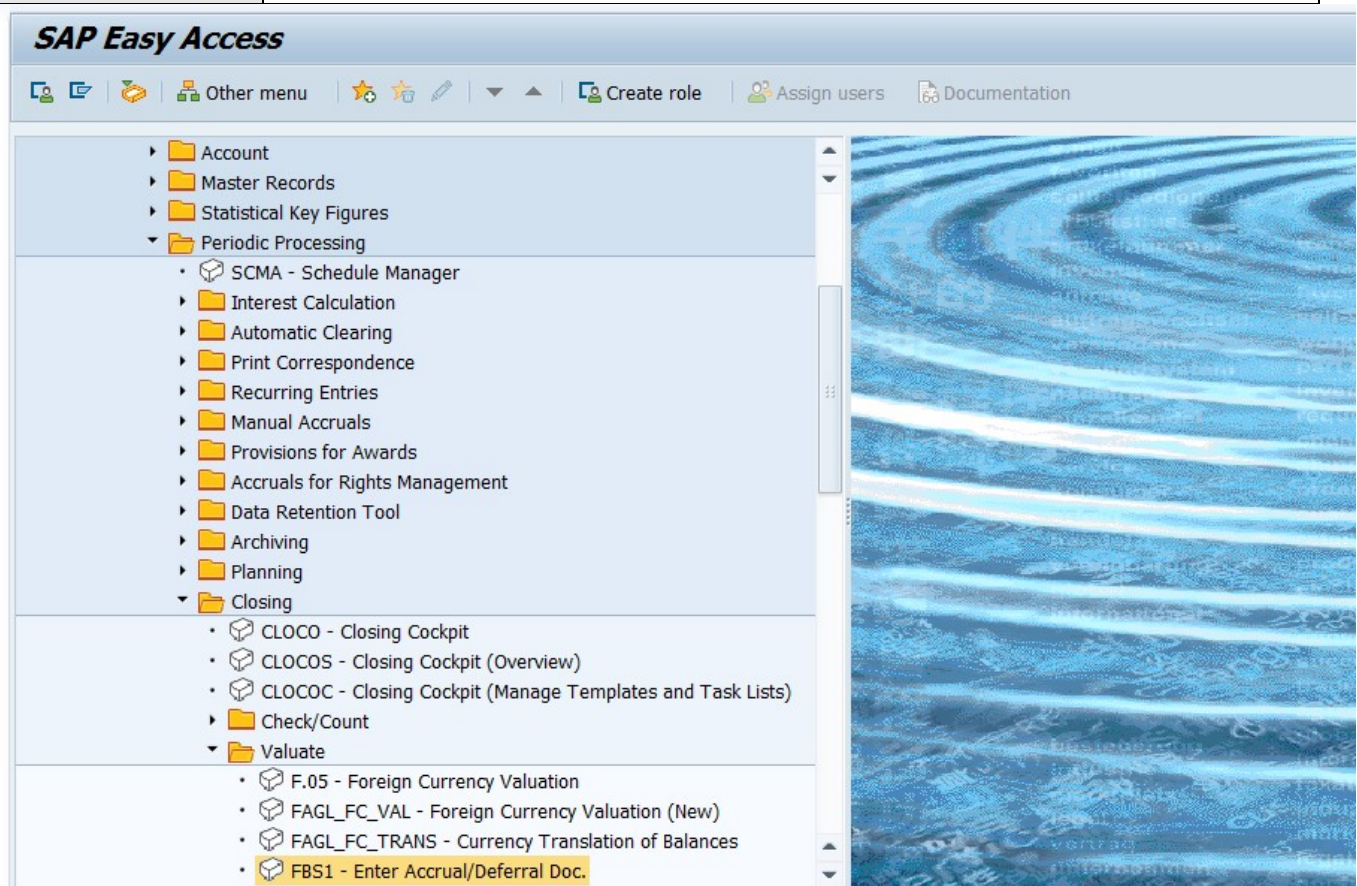 SAP Easy Access
Other menu Create role Assign users Documentation
Account
Master Records
Statistical Key Figures
Periodic Processing
SCMA - Schedule Manager
Interest Calculation
Automatic Clearing
Print Correspondence
Recurring Entries
Manual Accruals
Provisions for Awards
Accruals for Rights Management
Data Retention Tool
Archiving
Planning
Closing
CLOCO - Closing Cockpit
CLOCOS - Closing Cockpit (Overview)
CLOCOC - Closing Cockpit (Manage Templates and Task Lists)
Check/Count
Valuate
F.05 - Foreign Currency Valuation
FAGL_FC_VAL - Foreign Currency Valuation (New)
FAGL_FC_TRANS - Currency Translation of Balances
FBS1 - Enter Accrual/Deferral Doc.